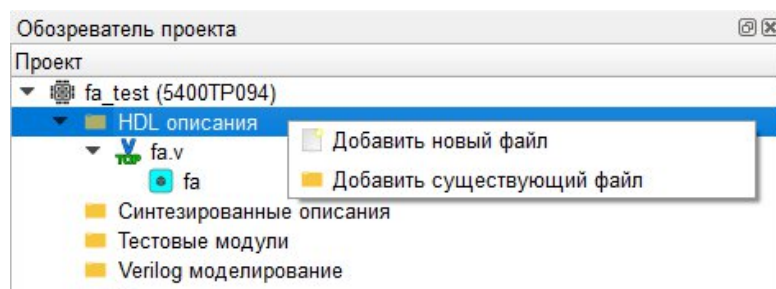 Обозреватель проекта
Проект
fa_test (5400TP094)
HDL описания
Добавить новый файл
fa.v
TOP
Добавить существующий файл
fa
Синтезированные описания
Тестовые модули
Verilog моделирование